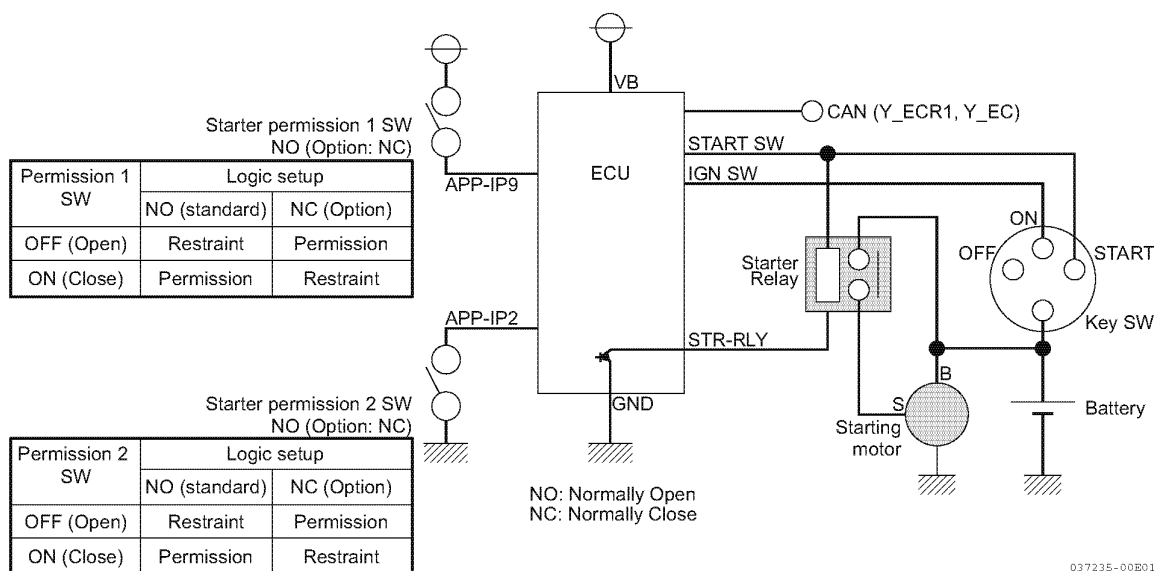 VB
CAN (Y_ECR1, Y_EC)
Starter permission 1 SW
NO (Option: NC)
START SW
ECU
IGN SW
APP-IP9
Permission 1
SW
Logic setup
NO (standard)
NC (Option)
OFF (Open)
Restraint
Permission
ON (Close)
Permission
Restraint
ON
OFF
START
Starter
Relay
Key SW
APP-IP2
STR-RLY
GND
B
S
Battery
Starting
motor
Starter permission 2 SW
NO (Option: NC)
Permission 2
SW
Logic setup
NO (standard)
NC (Option)
OFF (Open)
Restraint
Permission
ON (Close)
Permission
Restraint
NO: Normally Open
NC: Normally Close
037235-00E01